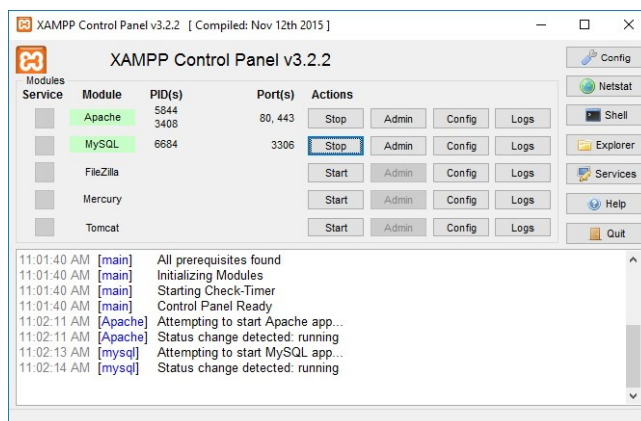 XAMPP Control Panel v3.2.2 [ Compiled: Nov 12th 2015 ]
XAMPP Control Panel v3.2.2
Config
Modules
Service Module PID(s) Port(s) Actions
Netstat
Apache 5844 3408 80, 443 Stop Admin Config Logs
Shell
MySQL 6684 3306 Stop Admin Config Logs
Explorer
FileZilla Start Admin Config Logs
Services
Mercury Start Admin Config Logs
Help
Tomcat Start Admin Config Logs
Quit
11:01:40 AM [main] All prerequisites found
11:01:40 AM [main] Initializing Modules
11:01:40 AM [main] Starting Check-Timer
11:01:40 AM [main] Control Panel Ready
11:02:11 AM [Apache] Attempting to start Apache app...
11:02:11 AM [Apache] Status change detected: running
11:02:13 AM [mysql] Attempting to start MySQL app...
11:02:14 AM [mysql] Status change detected: running